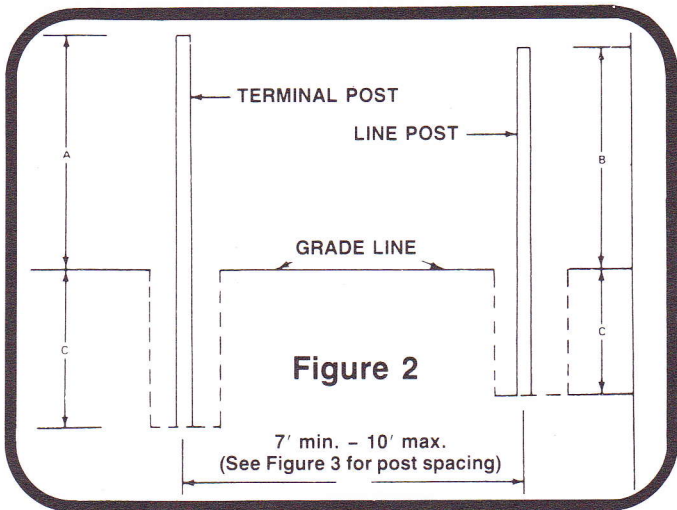 TERMINAL POST
LINE POST
A
B
GRADE LINE
C
C
Figure 2
7′ min. – 10′ max.
(See Figure 3 for post spacing)